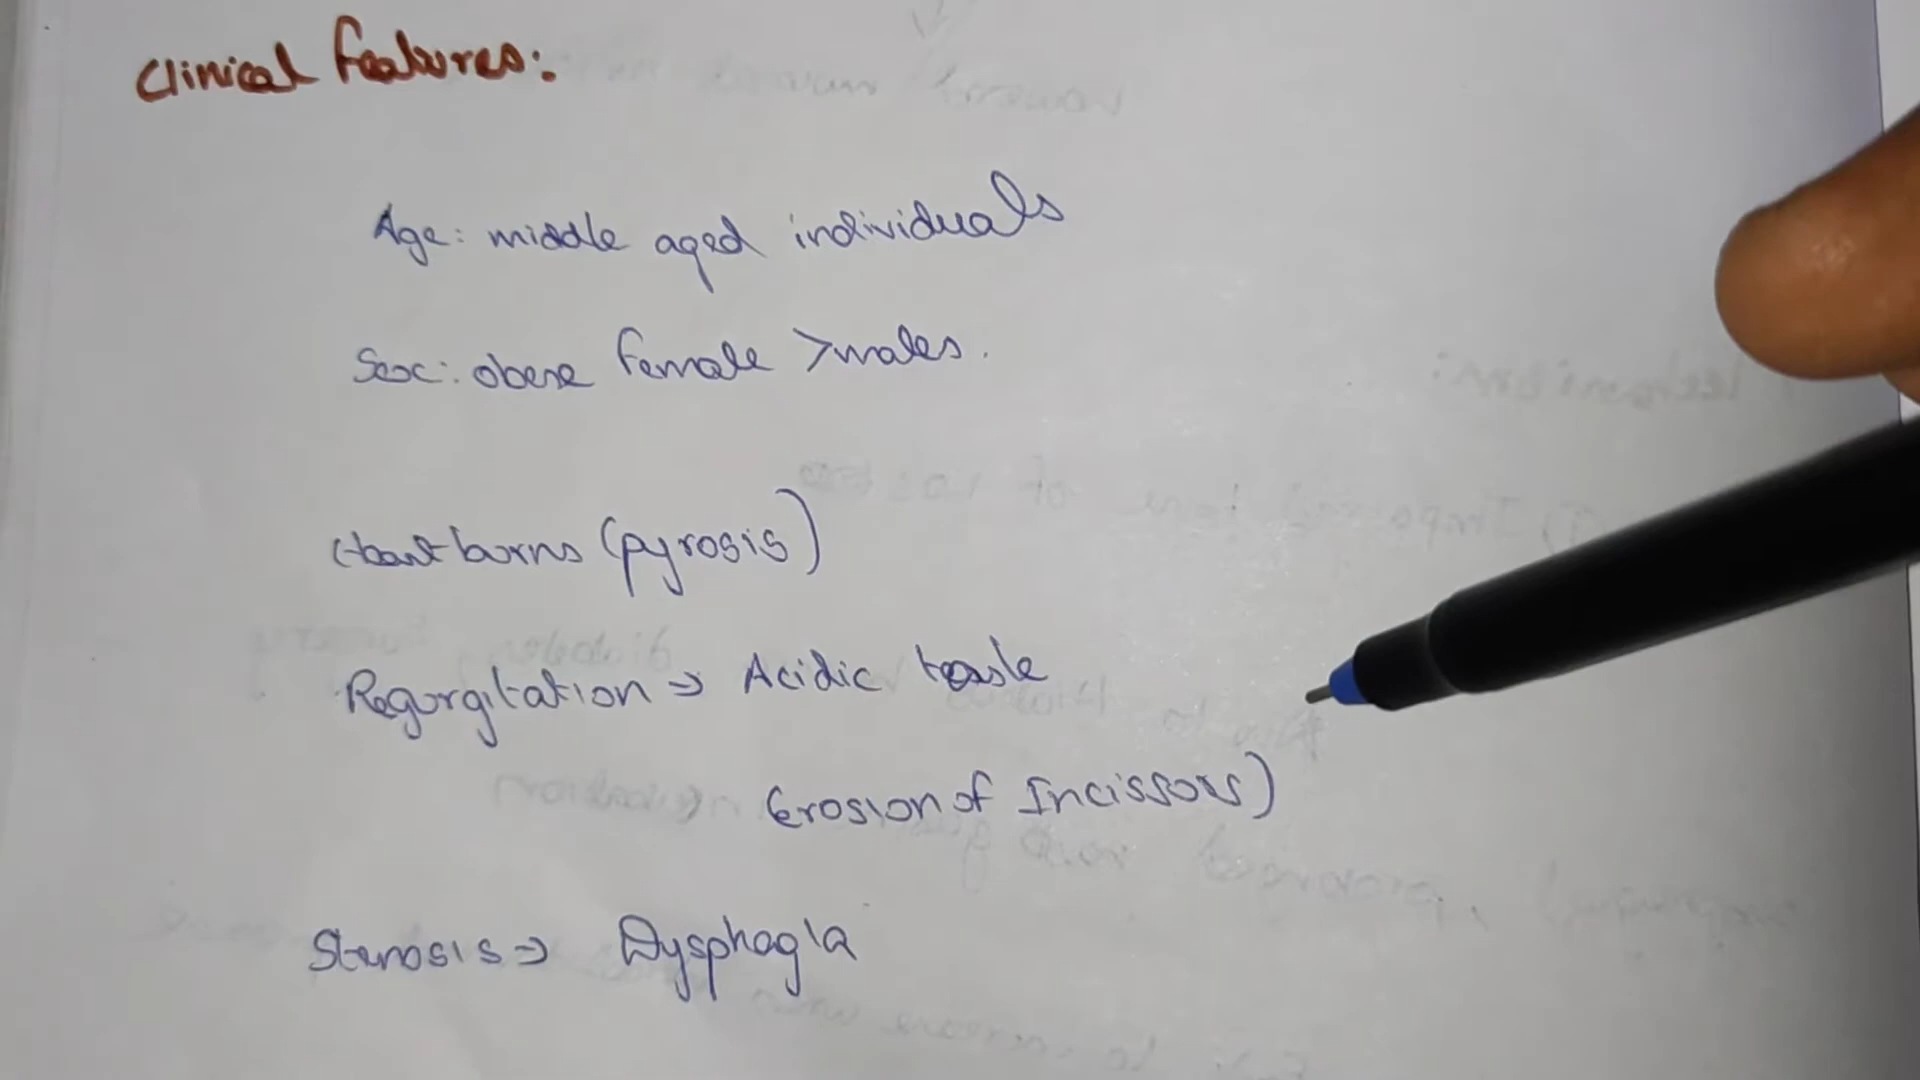 Clinical Features:
Age: middle aged individuals
Sex: obese Female > males.
Heart burns (pyrosis)
Regurgitation ⇒ Acidic taste
Erosion of Incissors)
Stenosis ⇒ Dysphagia